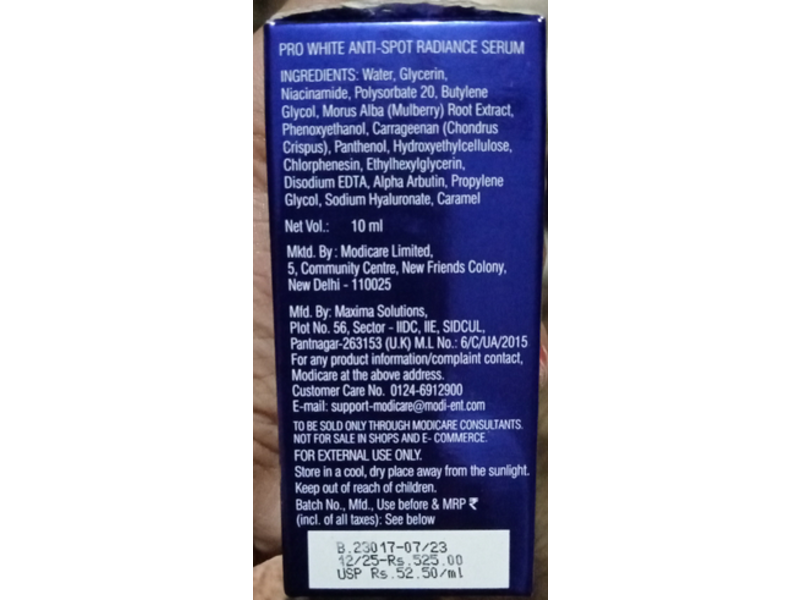 PRO WHITE ANTI-SPOT RADIANCE SERUM
INGREDIENTS: Water, Glycerin,
Niacinamide, Polysorbate 20, Butylene
Glycol, Morus Alba (Mulberry) Root Extract,
Phenoxyethanol, Carrageenan (Chondrus
Crispus), Panthenol, Hydroxyethylcellulose,
Chlorphenesin, Ethylhexylglycerin,
Disodium EDTA, Alpha Arbutin, Propylene
Glycol, Sodium Hyaluronate, Caramel
Net Vol.: 10 ml
Mktd. By : Modicare Limited,
5, Community Centre, New Friends Colony,
New Delhi - 110025
Mfd. By: Maxima Solutions,
Plot No. 56, Sector - IIDC, IIE, SIDCUL,
Pantnagar-263153 (U.K) M.L No.: 6/C/UA/2015
For any product information/complaint contact,
Modicare at the above address.
Customer Care No. 0124-6912900
E-mail: support-modicare@modi-ent.com
TO BE SOLD ONLY THROUGH MODICARE CONSULTANTS.
NOT FOR SALE IN SHOPS AND E- COMMERCE.
FOR EXTERNAL USE ONLY.
Store in a cool, dry place away from the sunlight.
Keep out of reach of children.
Batch No., Mfd., Use before & MRP ₹
(incl. of all taxes): See below
B.23017-07/23
12/25-Rs.525.00
USP Rs.52.50/ml